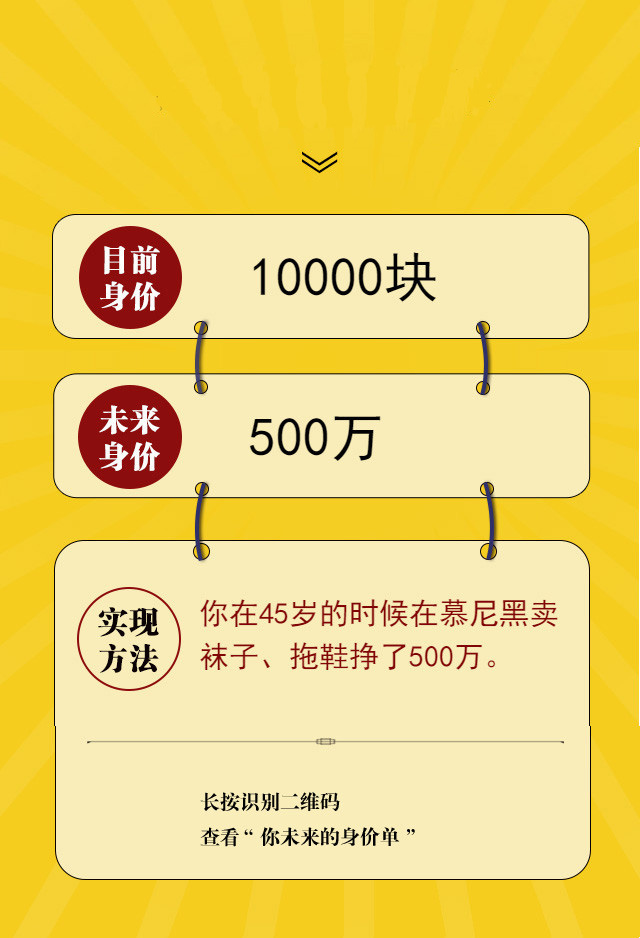 目前
身价
10000块
未来
身价
500万
实现
方法
你在45岁的时候在慕尼黑卖
袜子、拖鞋挣了500万。
长按识别二维码
查看“你未来的身价单”